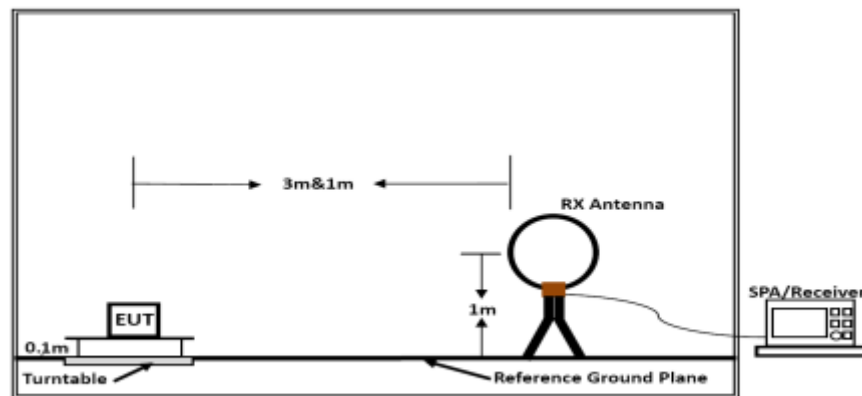 3m&1m
RX Antenna
SPA/Receiver
1m
EUT
0.1m
Turntable
Reference Ground Plane